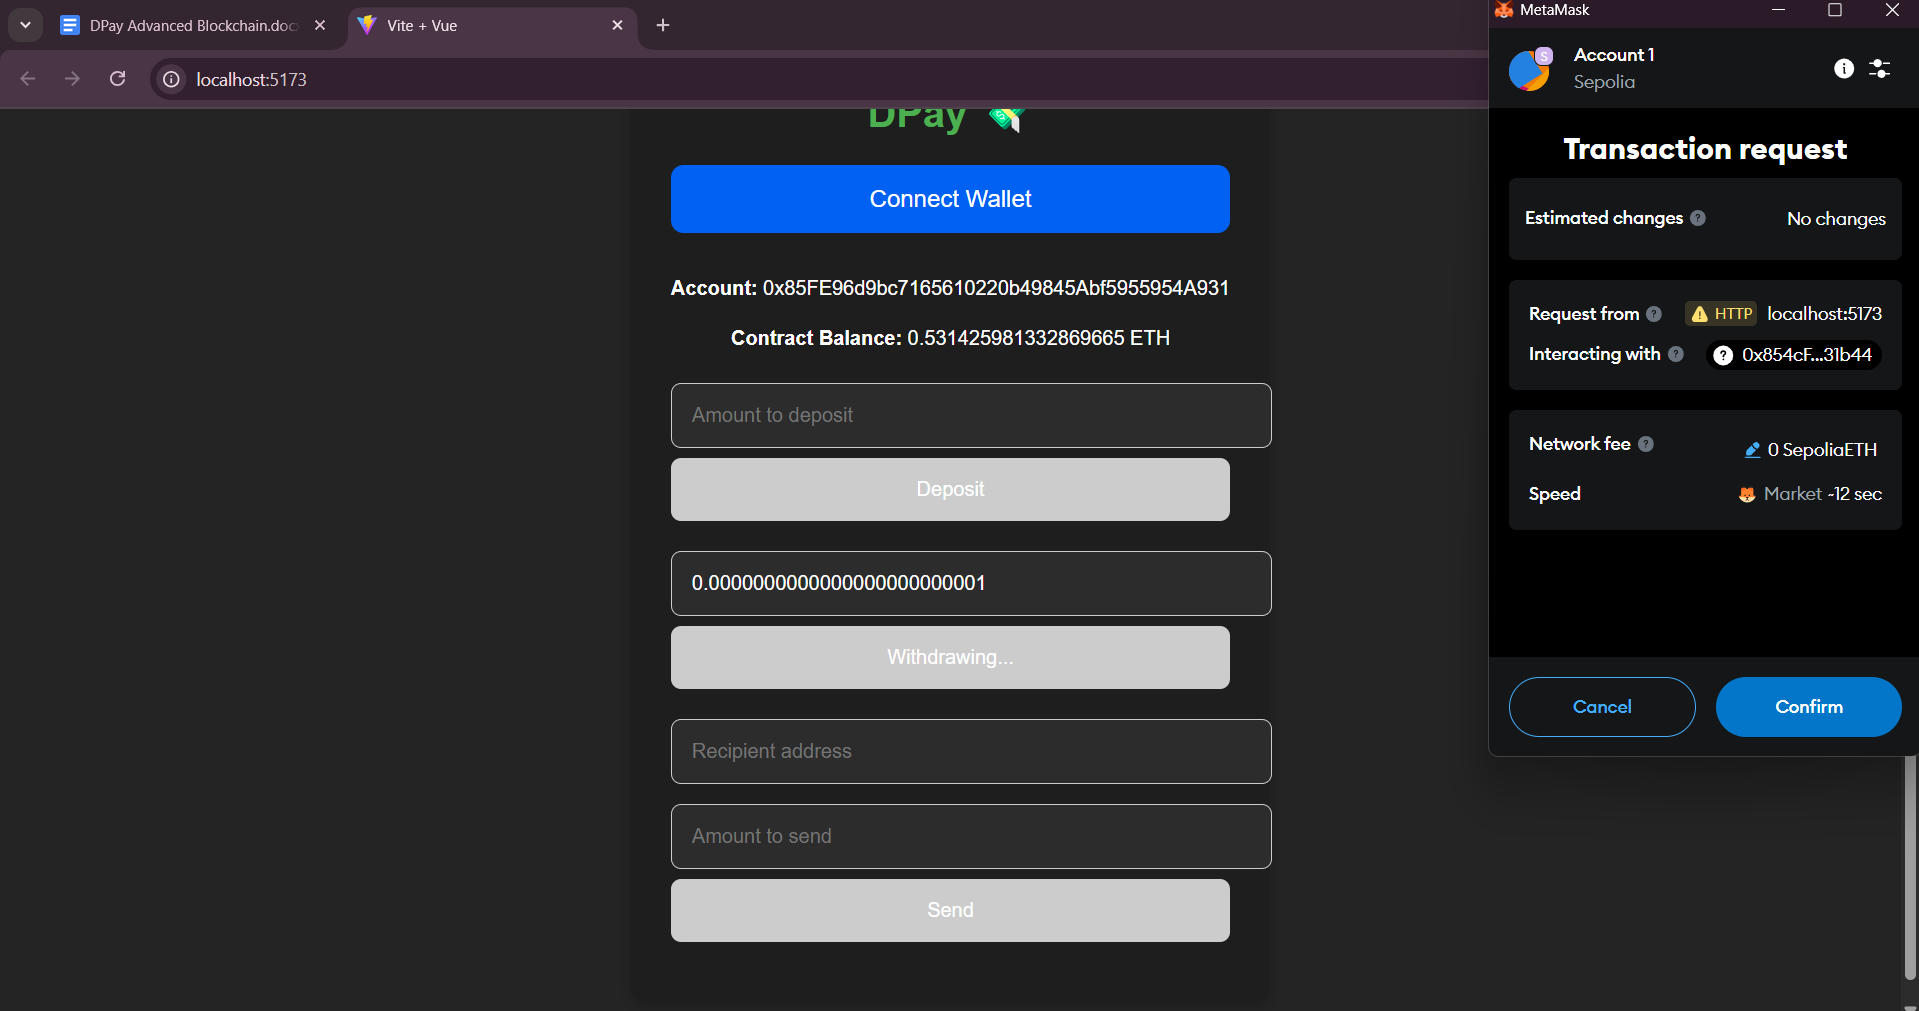 DPay Advanced Blockchain.doc
Vite + Vue
localhost:5173
DPay 💸
Connect Wallet
Account: 0x85FE96d9bc7165610220b49845Abf5955954A931
Contract Balance: 0.531425981332869665 ETH
Amount to deposit
Deposit
0.0000000000000000000000001
Withdrawing...
Recipient address
Amount to send
Send
MetaMask
S
Account 1
Sepolia
Transaction request
Estimated changes ?
No changes
Request from ? HTTP localhost:5173
Interacting with ? ? 0x854cF...31b44
Network fee ? 0 SepoliaETH
Speed Market ~12 sec
Cancel
Confirm